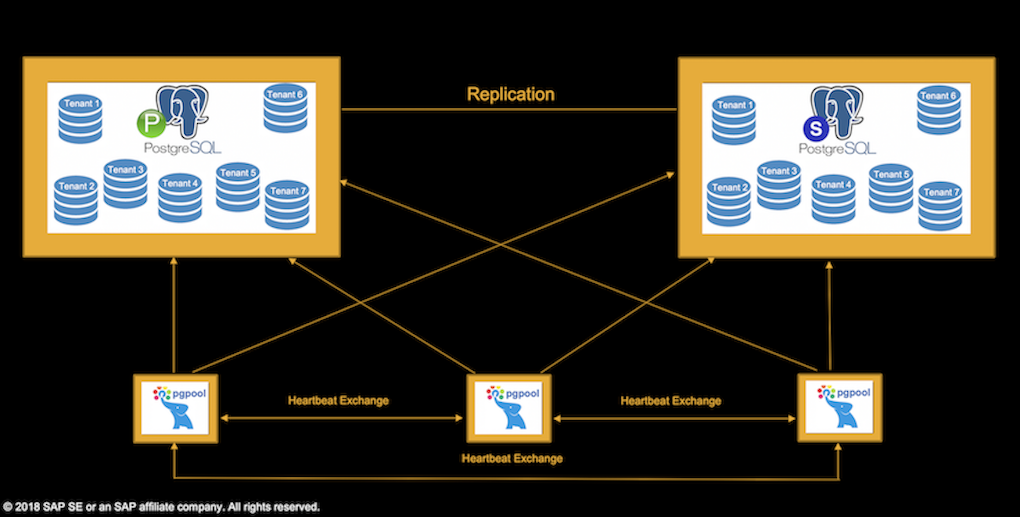 Replication
Tenant 1
Tenant 6
P
PostgreSQL
Tenant 2
Tenant 3
Tenant 4
Tenant 5
Tenant 7
Tenant 1
Tenant 6
S
PostgreSQL
Tenant 2
Tenant 3
Tenant 4
Tenant 5
Tenant 7
pgpool
Heartbeat Exchange
pgpool
Heartbeat Exchange
pgpool
Heartbeat Exchange
© 2018 SAP SE or an SAP affiliate company. All rights reserved.